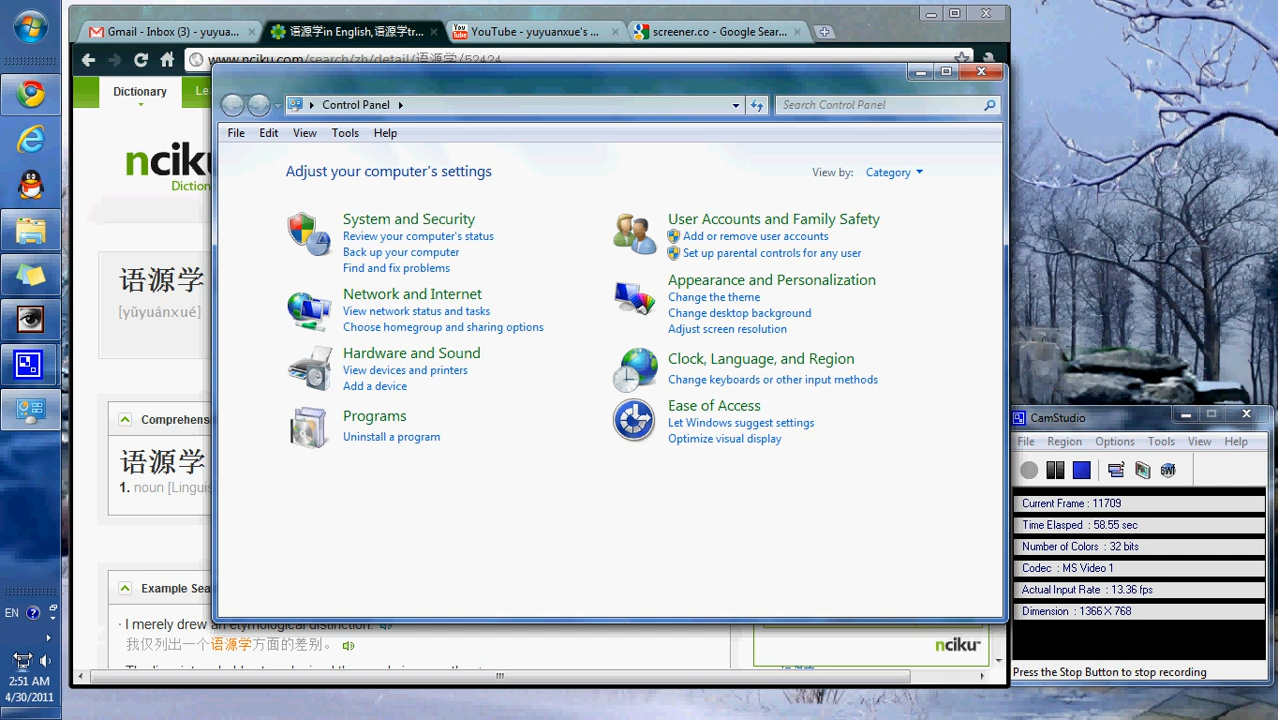 Gmail - Inbox (3) - yuyua...
语源学in English,语源学tr...
YouTube - yuyuanxue's ...
screener.co - Google Sear...
www.nciku.com/search/zh/detail/语源学/52424
Dictionary
Le
nciku
Diction
语源学
[yǔyuánxué]
Comprehens
语源学
1. noun [Linguis
Example Sea
I merely drew an etymological distinction.
我仅列出一个语源学方面的差别。
nciku
Control Panel
Search Control Panel
File Edit View Tools Help
Adjust your computer's settings
View by: Category
System and Security
Review your computer's status
Back up your computer
Find and fix problems
Network and Internet
View network status and tasks
Choose homegroup and sharing options
Hardware and Sound
View devices and printers
Add a device
Programs
Uninstall a program
User Accounts and Family Safety
Add or remove user accounts
Set up parental controls for any user
Appearance and Personalization
Change the theme
Change desktop background
Adjust screen resolution
Clock, Language, and Region
Change keyboards or other input methods
Ease of Access
Let Windows suggest settings
Optimize visual display
CamStudio
File Region Options Tools View Help
Current Frame : 11709
Time Elasped : 58.55 sec
Number of Colors : 32 bits
Codec : MS Video 1
Actual Input Rate : 13.36 fps
Dimension : 1366 X 768
Press the Stop Button to stop recording
EN
2:51 AM
4/30/2011